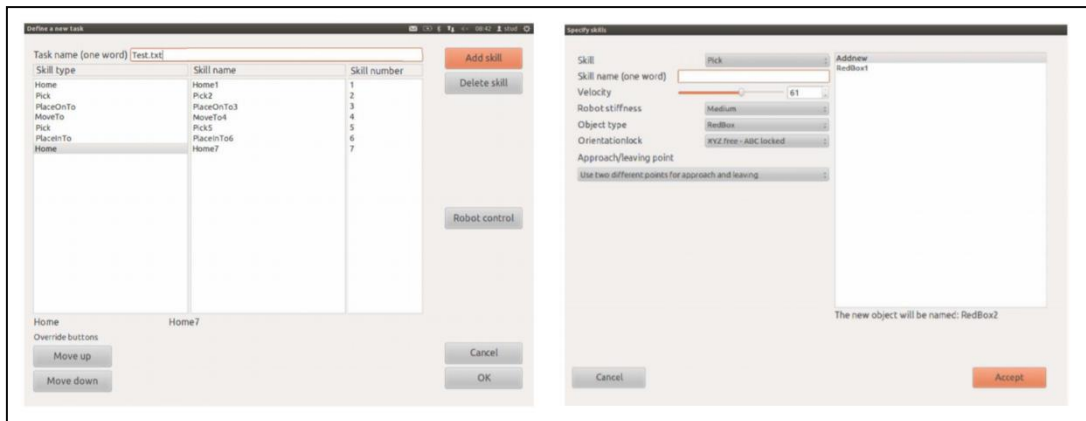 Define a new task
08:42 stud
Task name (one word) Test.txt
Add skill
Skill type Skill name Skill number
Delete skill
Home Home1 1
Pick Pick2 2
PlaceOnTo PlaceOnTo3 3
MoveTo MoveTo4 4
Pick Pick5 5
PlaceInTo PlaceInTo6 6
Home Home7 7
Robot control
Home Home7
Override buttons
Move up
Move down
Cancel
OK
Specify skills
Skill Pick
Skill name (one word)
Velocity 61
Robot stiffness Medium
Object type RedBox
Orientationlock XYZ free - ABC locked
Approach/leaving point
Use two different points for approach and leaving
Addnew
RedBox1
The new object will be named: RedBox2
Cancel
Accept